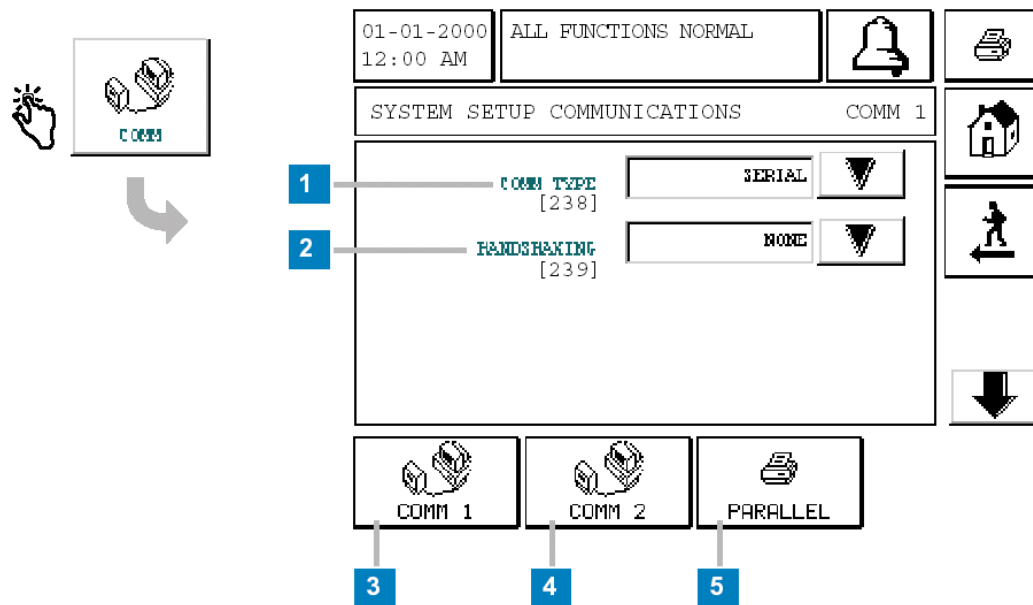 COMM
01-01-2000
12:00 AM
ALL FUNCTIONS NORMAL
SYSTEM SETUP COMMUNICATIONS COMM 1
1
COMM TYPE
[238]
SERIAL
2
HANDSHAKING
[239]
NONE
COMM 1
COMM 2
PARALLEL
3
4
5